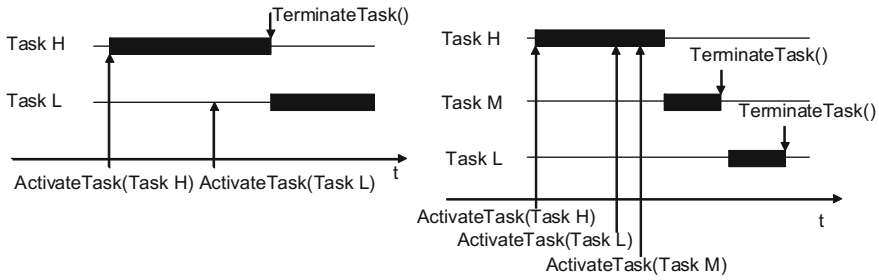 TerminateTask()
Task H
Task L
t
ActivateTask(Task H) ActivateTask(Task L)
Task H
TerminateTask()
Task M
TerminateTask()
Task L
ActivateTask(Task H)
t
ActivateTask(Task L)
ActivateTask(Task M)